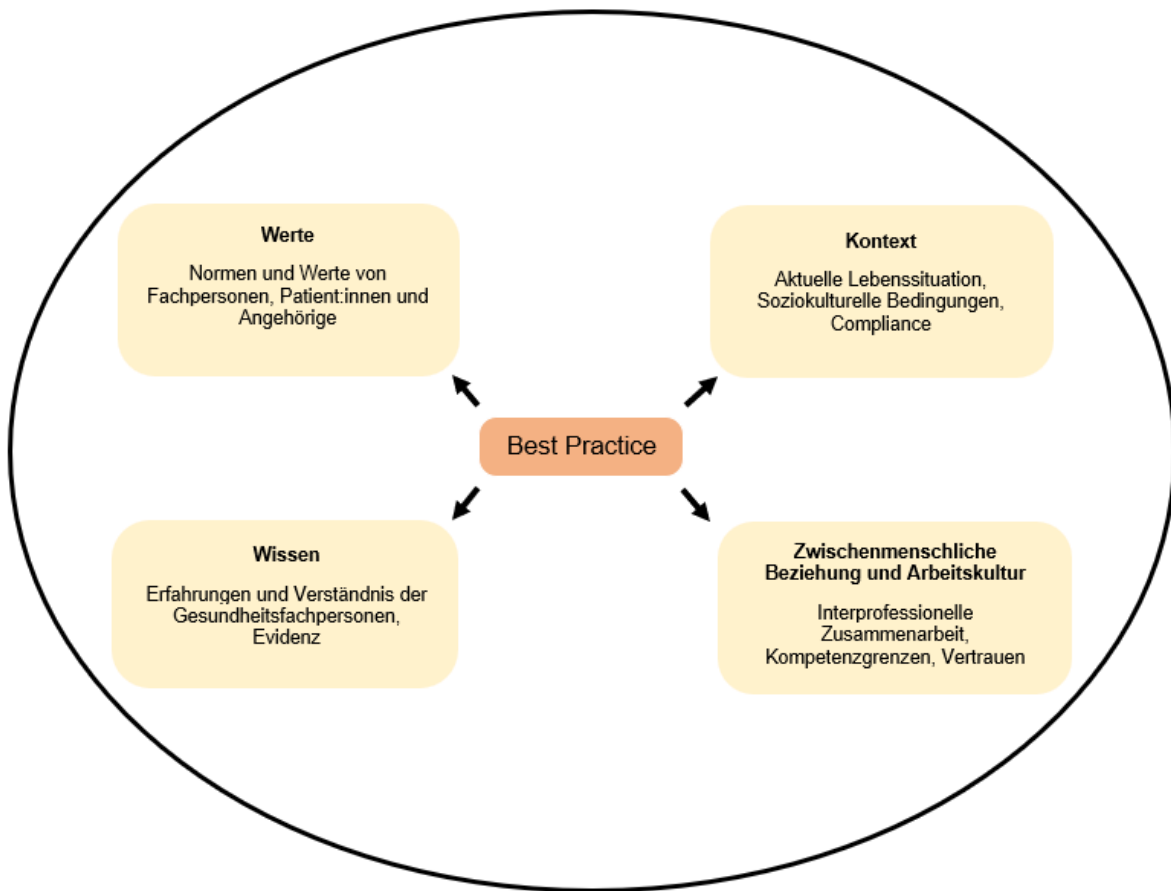 Werte
Normen und Werte von
Fachpersonen, Patient:innen und
Angehörige
Kontext
Aktuelle Lebenssituation,
Soziokulturelle Bedingungen,
Compliance
Best Practice
Wissen
Erfahrungen und Verständnis der
Gesundheitsfachpersonen,
Evidenz
Zwischenmenschliche
Beziehung und Arbeitskultur
Interprofessionelle
Zusammenarbeit,
Kompetenzgrenzen, Vertrauen